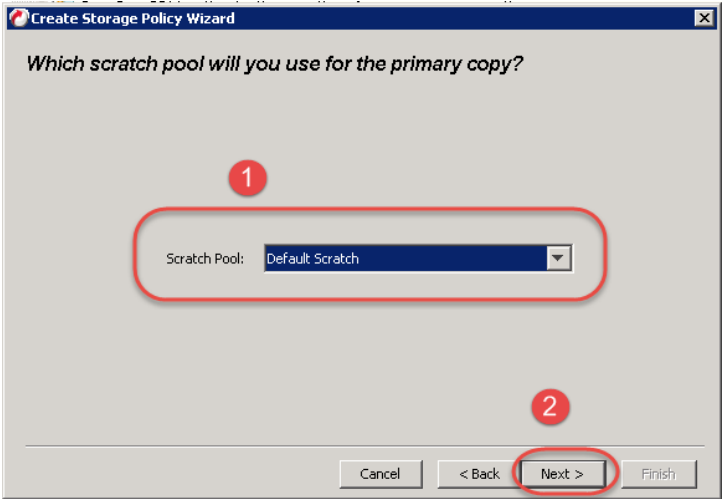 Create Storage Policy Wizard
Which scratch pool will you use for the primary copy?
1
Scratch Pool: Default Scratch
2
Cancel < Back Next > Finish